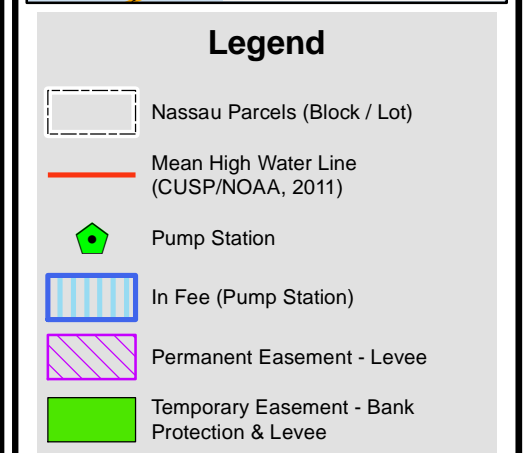 Legend
Nassau Parcels (Block / Lot)
Mean High Water Line
(CUSP/NOAA, 2011)
Pump Station
In Fee (Pump Station)
Permanent Easement - Levee
Temporary Easement - Bank
Protection & Levee